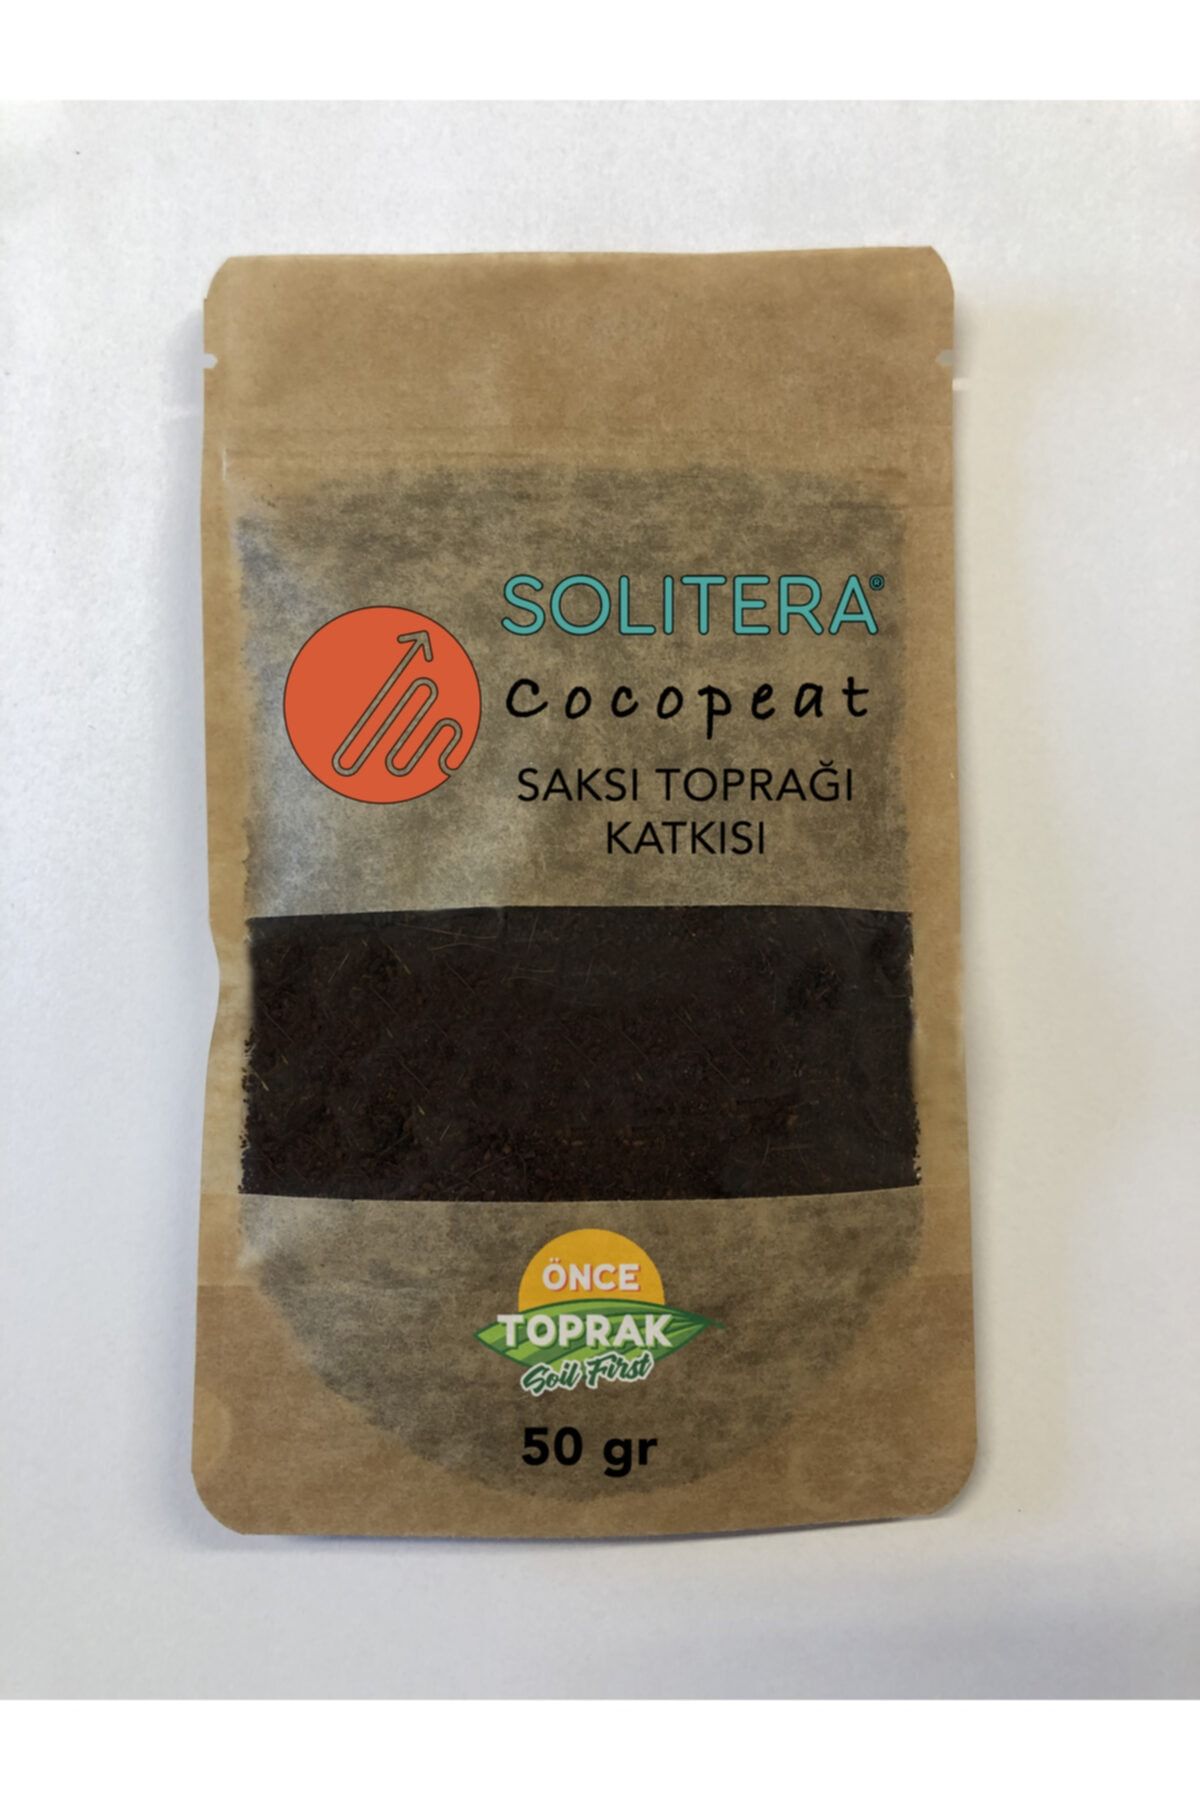 SOLITERA®
Cocopeat
SAKSI TOPRAĞI
KATKISI
ÖNCE
TOPRAK
Soil First
50 gr